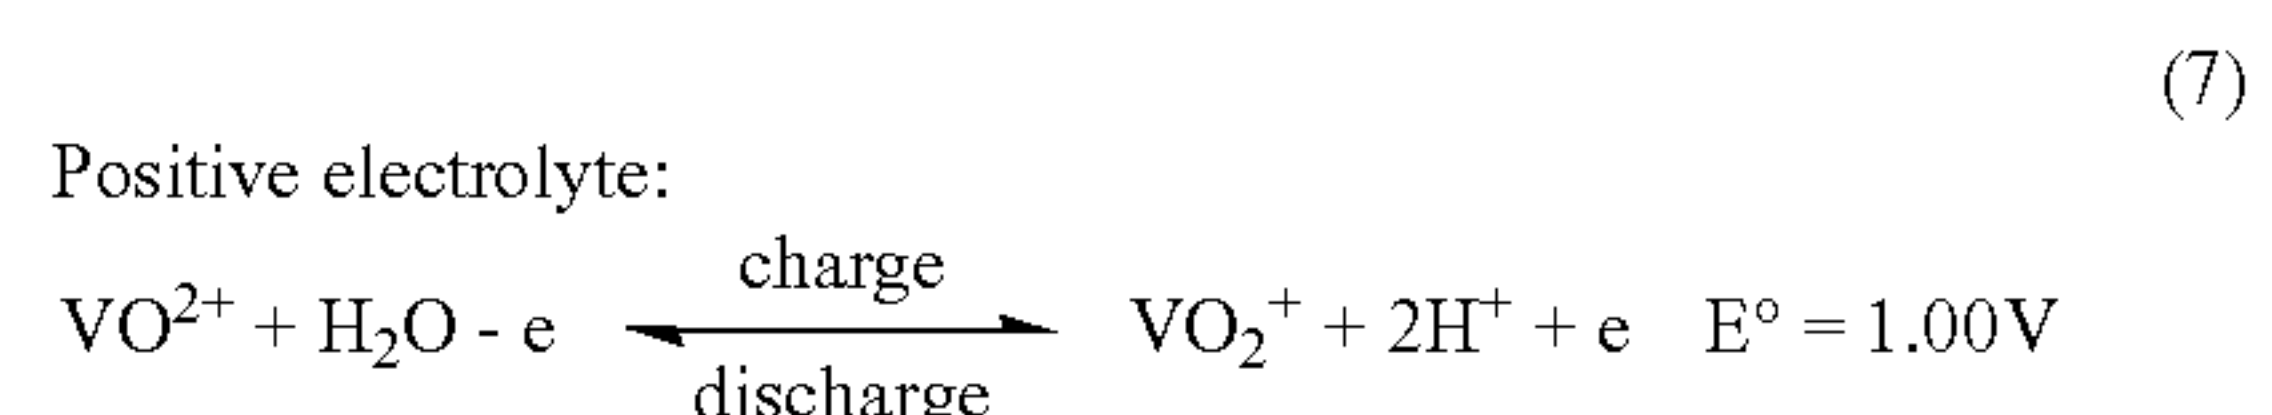 (7)
Positive electrolyte:
charge
VO²⁺ + H₂O - e ⇌ VO₂⁺ + 2H⁺ + e E° = 1.00V
discharge